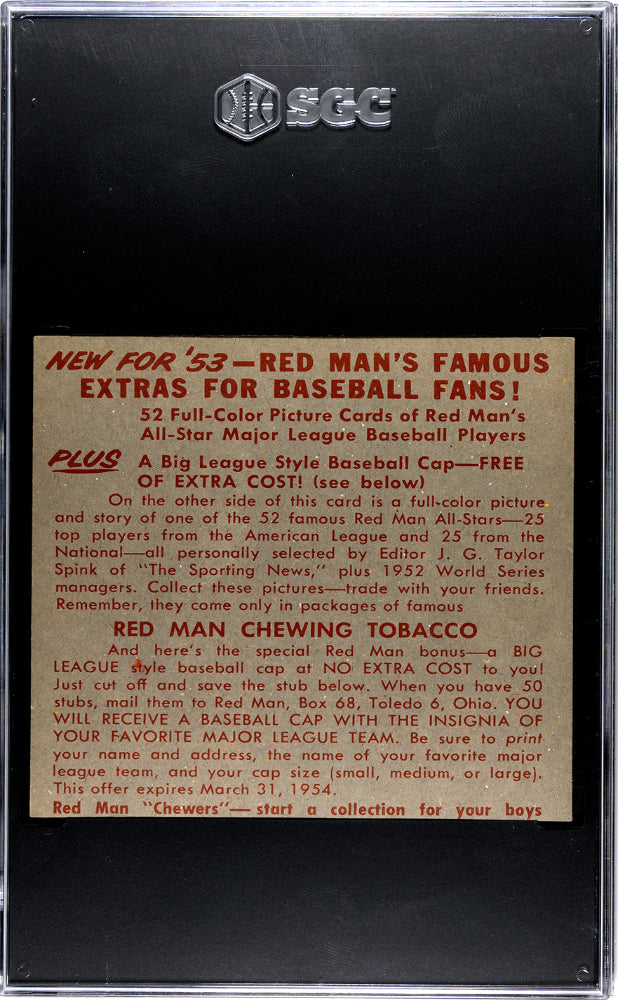 SGC
NEW FOR '53—RED MAN'S FAMOUS
EXTRAS FOR BASEBALL FANS!
52 Full-Color Picture Cards of Red Man's
All-Star Major League Baseball Players
PLUS A Big League Style Baseball Cap—FREE
OF EXTRA COST! (see below)
On the other side of this card is a full-color picture
and story of one of the 52 famous Red Man All-Stars—25
top players from the American League and 25 from the
National—all personally selected by Editor J. G. Taylor
Spink of "The Sporting News," plus 1952 World Series
managers. Collect these pictures—trade with your friends.
Remember, they come only in packages of famous
RED MAN CHEWING TOBACCO
And here's the special Red Man bonus—a BIG
LEAGUE style baseball cap at NO EXTRA COST to you!
Just cut off and save the stub below. When you have 50
stubs, mail them to Red Man, Box 68, Toledo 6, Ohio. YOU
WILL RECEIVE A BASEBALL CAP WITH THE INSIGNIA OF
YOUR FAVORITE MAJOR LEAGUE TEAM. Be sure to print
your name and address, the name of your favorite major
league team, and your cap size (small, medium, or large).
This offer expires March 31, 1954.
Red Man "Chewers"—start a collection for your boys